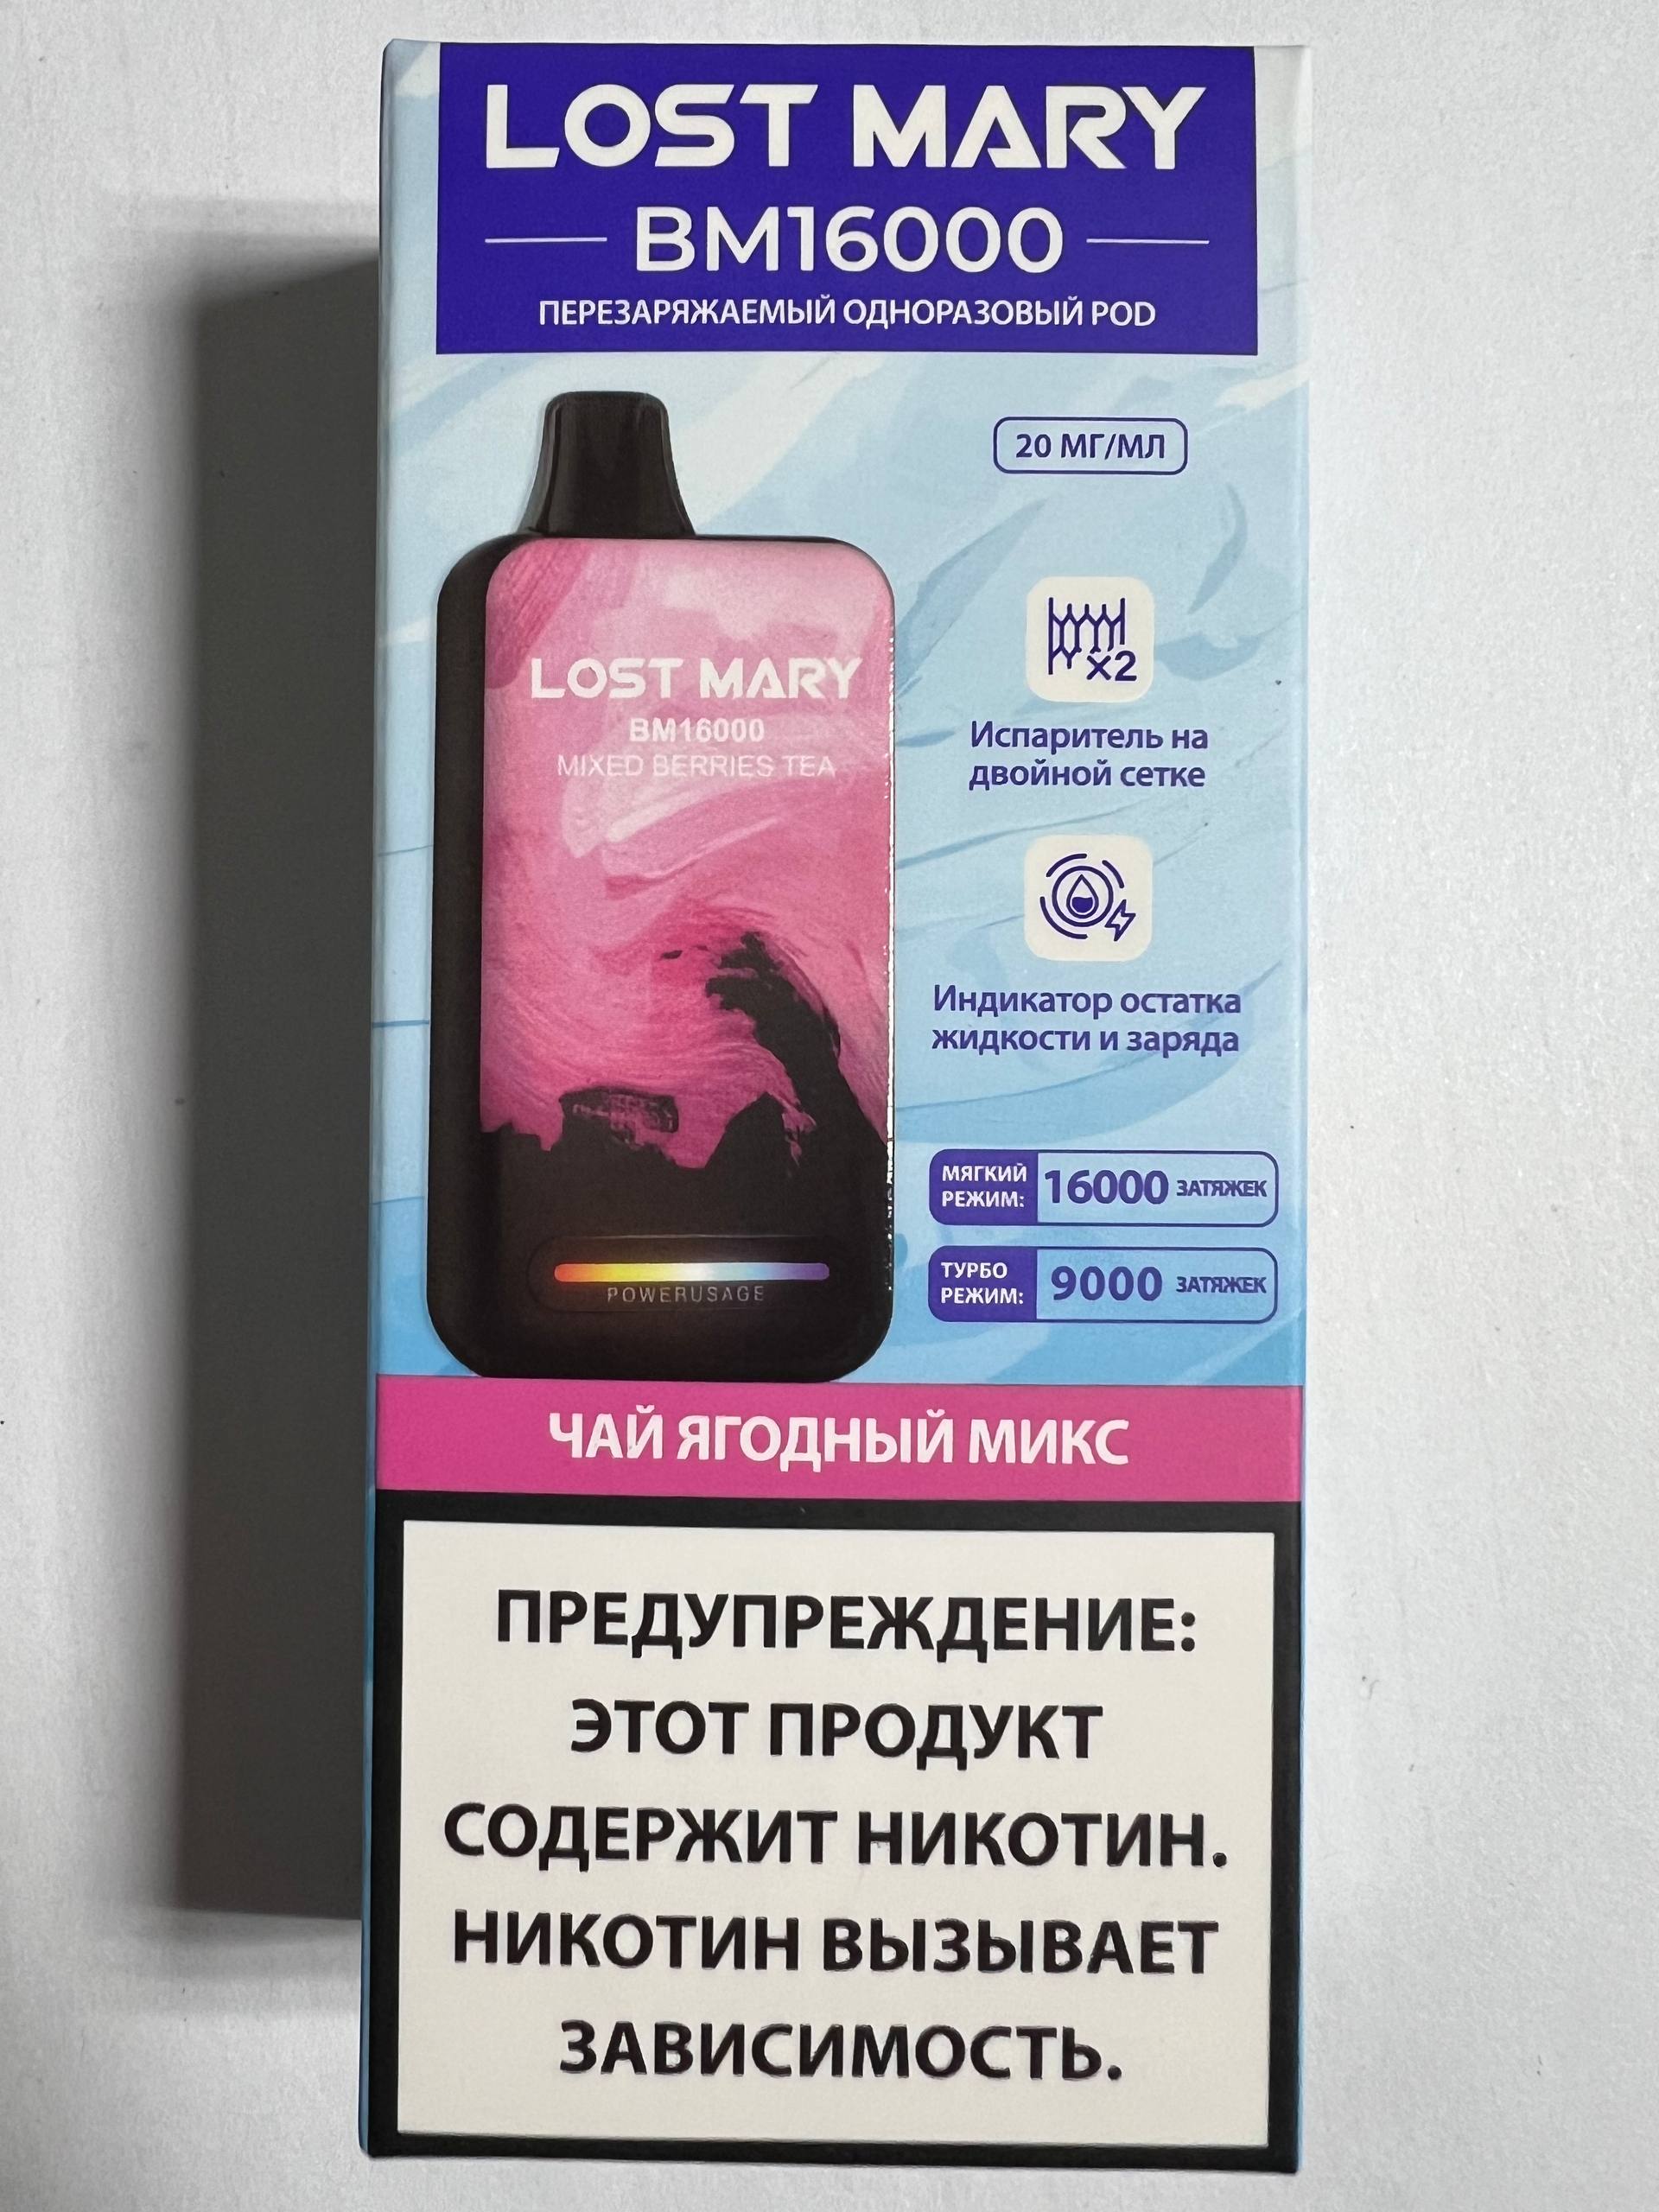 LOST MARY
BM16000
ПЕРЕЗАРЯЖАЕМЫЙ ОДНОРАЗОВЫЙ POD
20 МГ/МЛ
LOST MARY
BM16000
MIXED BERRIES TEA
x2
Испаритель на
двойной сетке
Индикатор остатка
жидкости и заряда
МЯГКИЙ
РЕЖИМ:
16000 ЗАТЯЖЕК
ТУРБО
РЕЖИМ:
9000 ЗАТЯЖЕК
POWERUSAGE
ЧАЙ ЯГОДНЫЙ МИКС
ПРЕДУПРЕЖДЕНИЕ:
ЭТОТ ПРОДУКТ
СОДЕРЖИТ НИКОТИН.
НИКОТИН ВЫЗЫВАЕТ
ЗАВИСИМОСТЬ.